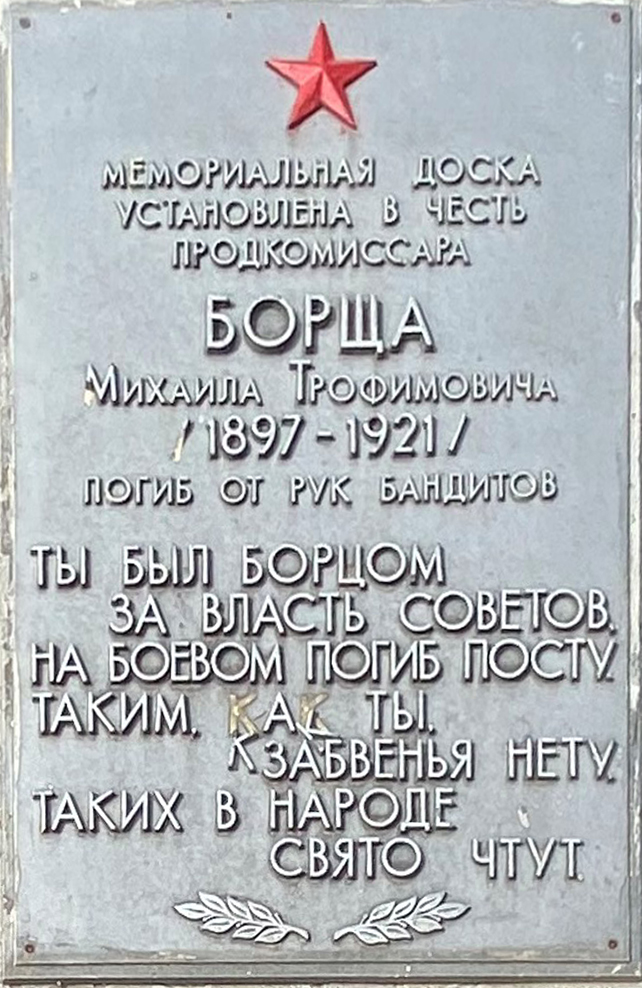 МЕМОРИАЛЬНАЯ ДОСКА
УСТАНОВЛЕНА В ЧЕСТЬ
ПРОДКОМИССАРА
БОРЩА
МИХАИЛА ТРОФИМОВИЧА
/1897-1921/
ПОГИБ ОТ РУК БАНДИТОВ
ТЫ БЫЛ БОРЦОМ
ЗА ВЛАСТЬ СОВЕТОВ,
НА БОЕВОМ ПОГИБ ПОСТУ.
ТАКИМ, КАК ТЫ,
ЗАБВЕНЬЯ НЕТУ,
ТАКИХ В НАРОДЕ
СВЯТО ЧТУТ.